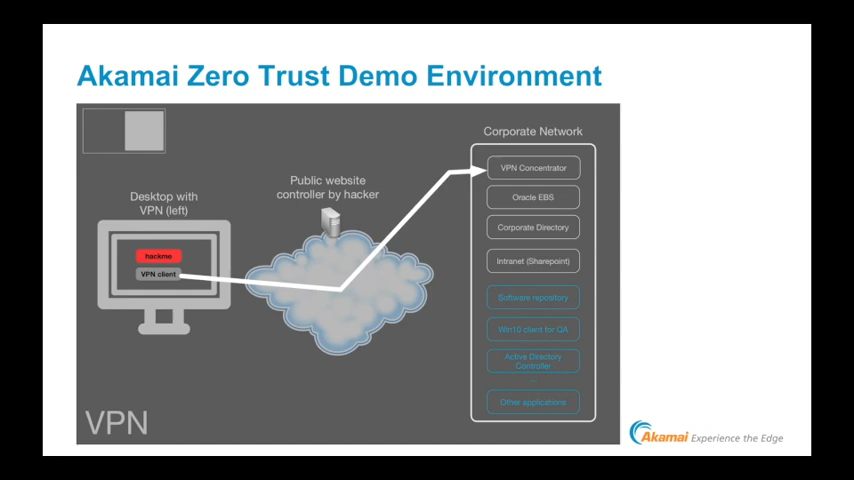 Akamai Zero Trust Demo Environment
Corporate Network
Desktop with
VPN (left)
hackme
VPN client
Public website
controller by hacker
VPN Concentrator
Oracle EBS
Corporate Directory
Intranet (Sharepoint)
Software repository
Win10 client for QA
Active Directory
Controller
...
Other applications
VPN
Akamai Experience the Edge